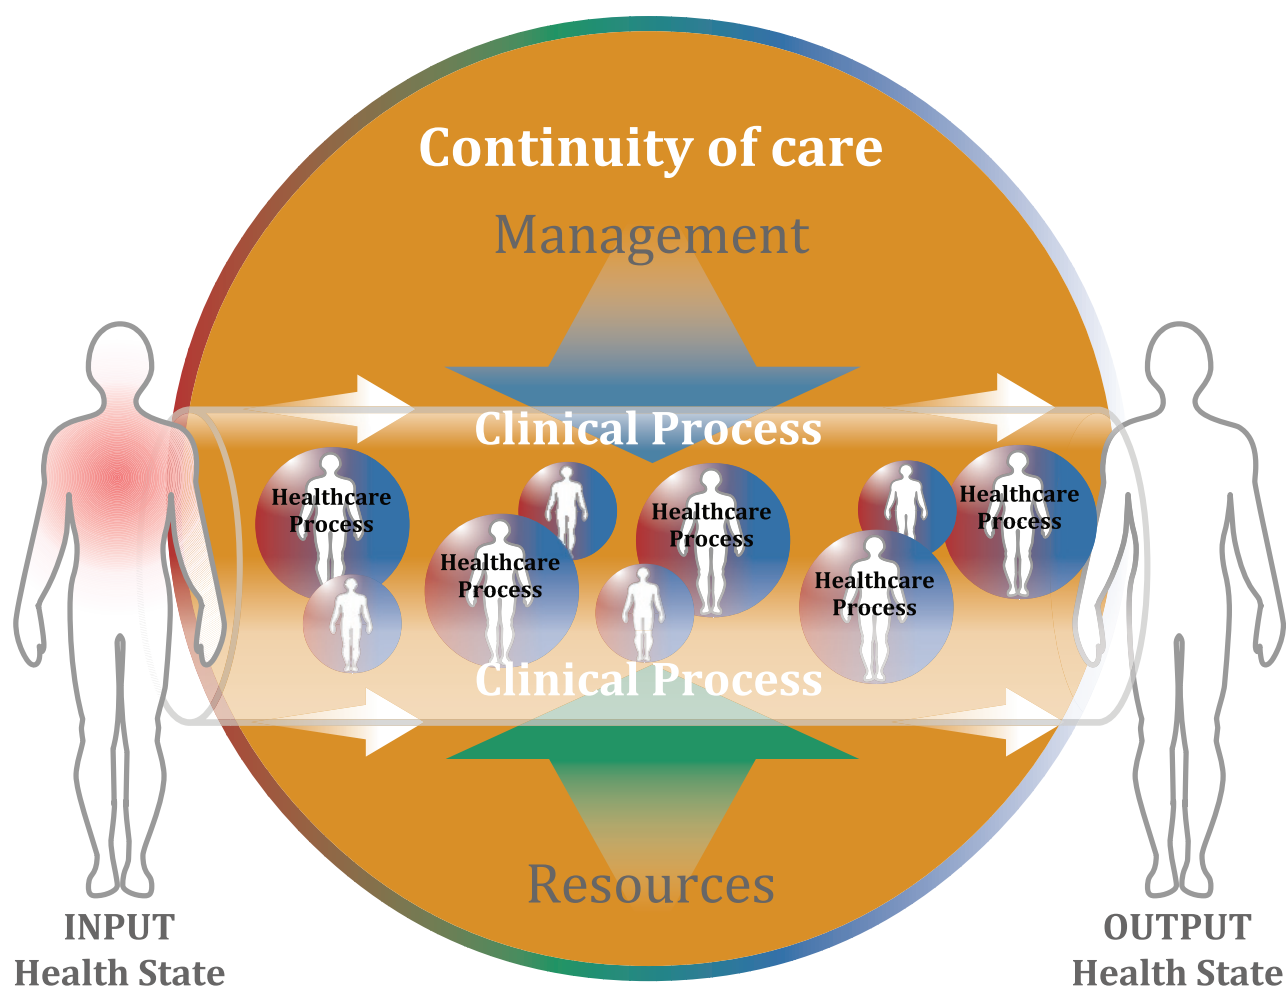 Continuity of care
Management
Clinical Process
Healthcare
Process
Healthcare
Process
Healthcare
Process
Healthcare
Process
Healthcare
Process
Clinical Process
Resources
INPUT
Health State
OUTPUT
Health State